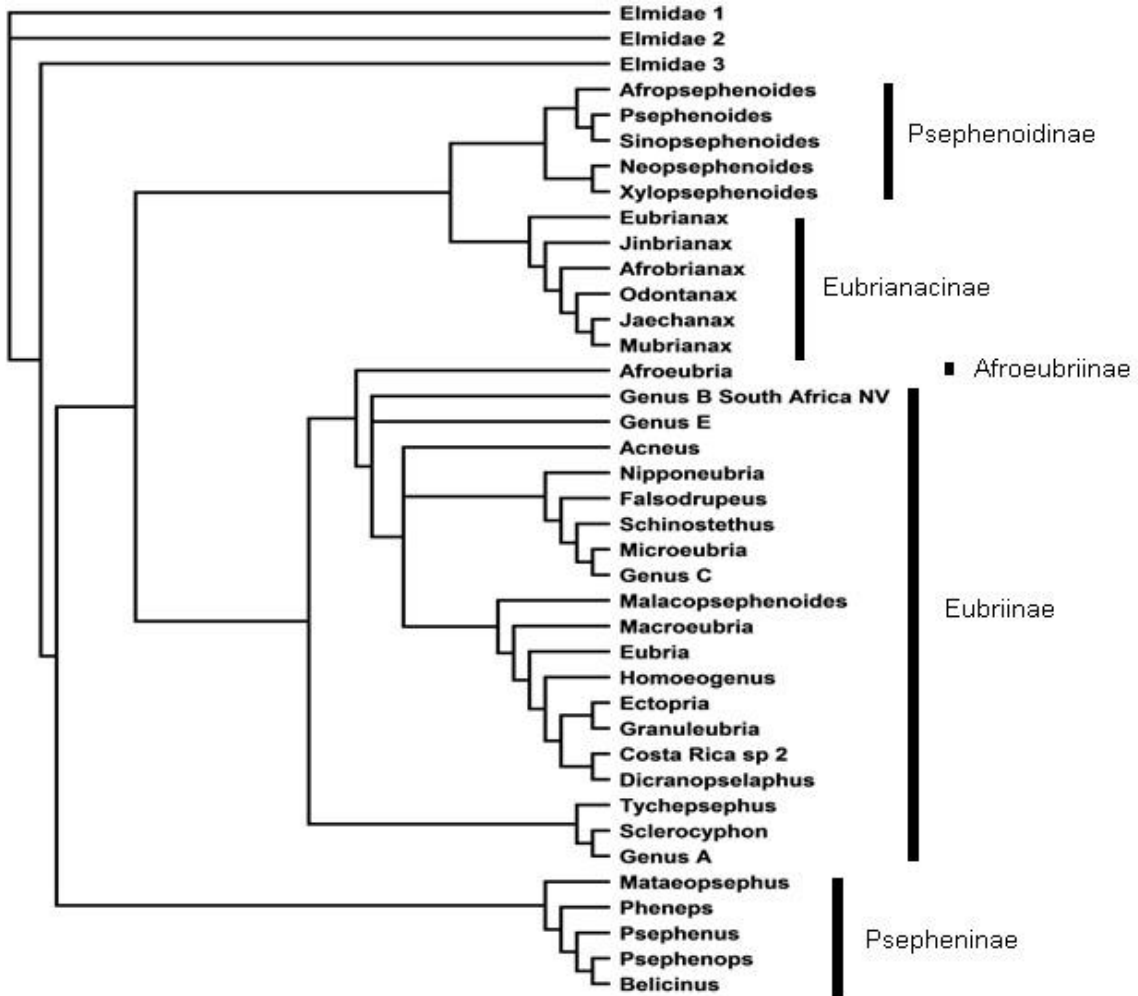 Elmidae 1
Elmidae 2
Elmidae 3
Afropsephenoides
Psephenoides
Sinopsephenoides
Neopsephenoides
Xylopsephenoides
Psephenoidinae
Eubrianax
Jinbrianax
Afrobrianax
Odontanax
Jaechanax
Mubrianax
Eubrianacinae
Afroeubria
Afroeubriinae
Genus B South Africa NV
Genus E
Acneus
Nipponeubria
Falsodrupeus
Schinostethus
Microeubria
Genus C
Malacopsephenoides
Macroeubria
Eubria
Homoeogenus
Ectopria
Granuleubria
Costa Rica sp 2
Dicranopselaphus
Tychepsephus
Sclerocyphon
Genus A
Eubriinae
Mataeopsephus
Pheneps
Psephenus
Psephenops
Belicinus
Psepheninae